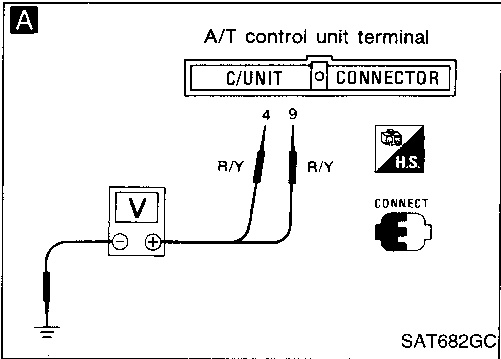 A
A/T control unit terminal
C/UNIT CONNECTOR
4 9
R/Y R/Y
H.S.
CONNECT
V
SAT682GC